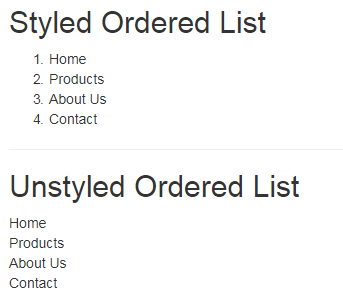 Styled Ordered List
1. Home
2. Products
3. About Us
4. Contact
Unstyled Ordered List
Home
Products
About Us
Contact